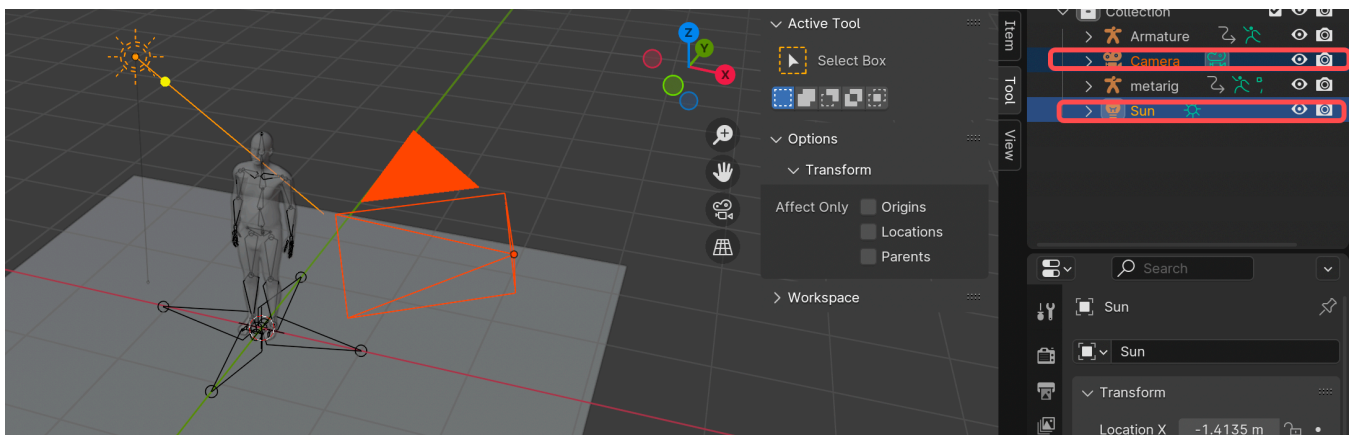 Z
Y
X
Active Tool
Select Box
Options
Transform
Affect Only
Origins
Locations
Parents
Workspace
Item
Tool
View
Collection
Armature
Camera
metarig
Sun
Search
Sun
Sun
Transform
Location X -1.4135 m